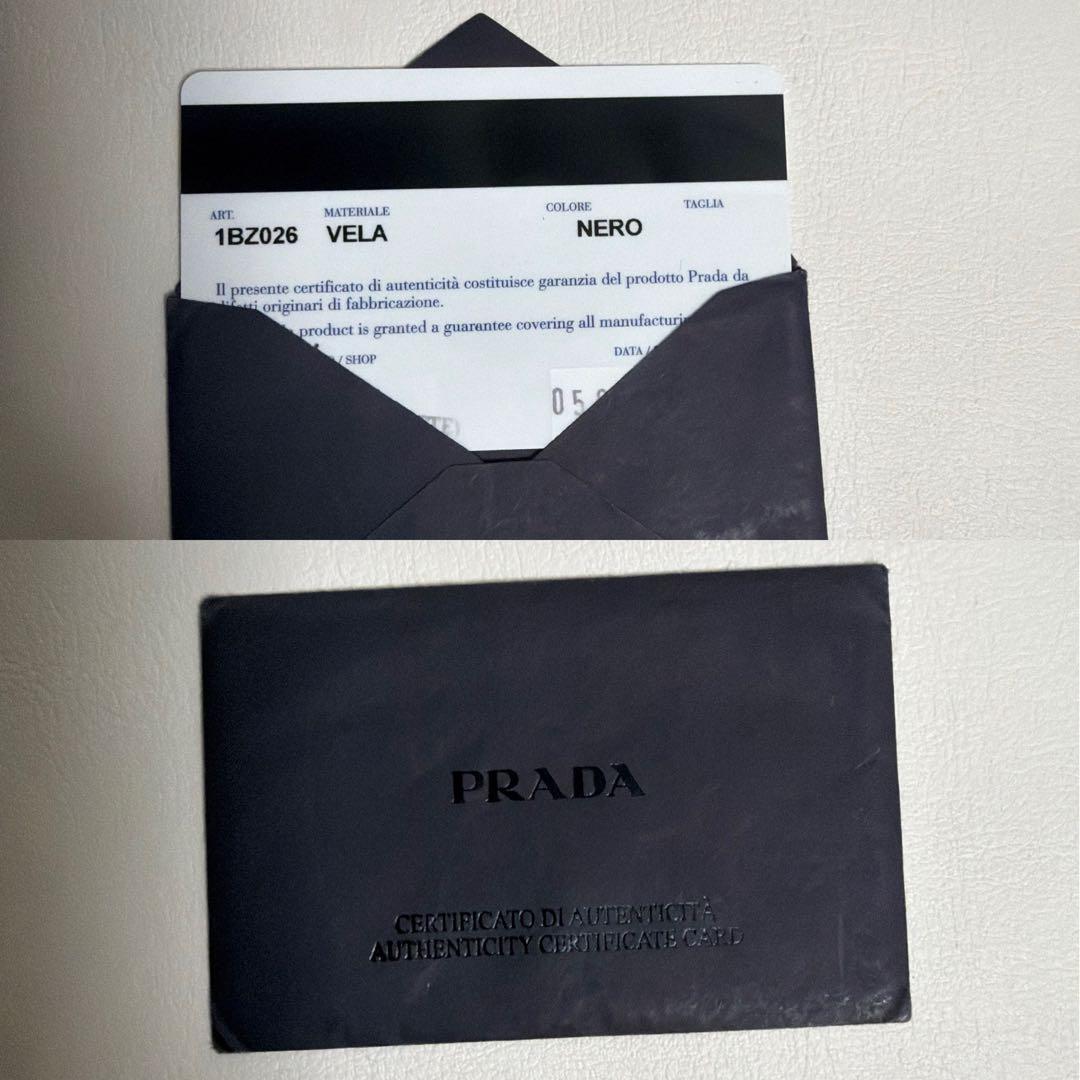 ART. MATERIALE COLORE TAGLIA
1BZ026 VELA NERO
Il presente certificato di autenticità costituisce garanzia del prodotto Prada da
difetti originari di fabbricazione.
product is granted a guarantee covering all
/ SHOP DATA /
05
PRADA
CERTIFICATO DI AUTENTICITÀ
AUTHENTICITY CERTIFICATE CARD